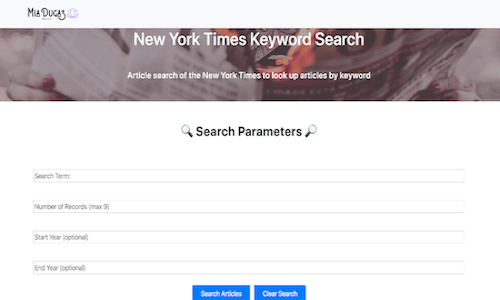 Mia Dugas
New York Times Keyword Search
Article search of the New York Times to look up articles by keyword
🔍 Search Parameters 🔎
Search Term:
Number of Records (max 9)
Start Year (optional)
End Year (optional)
Search Articles Clear Search